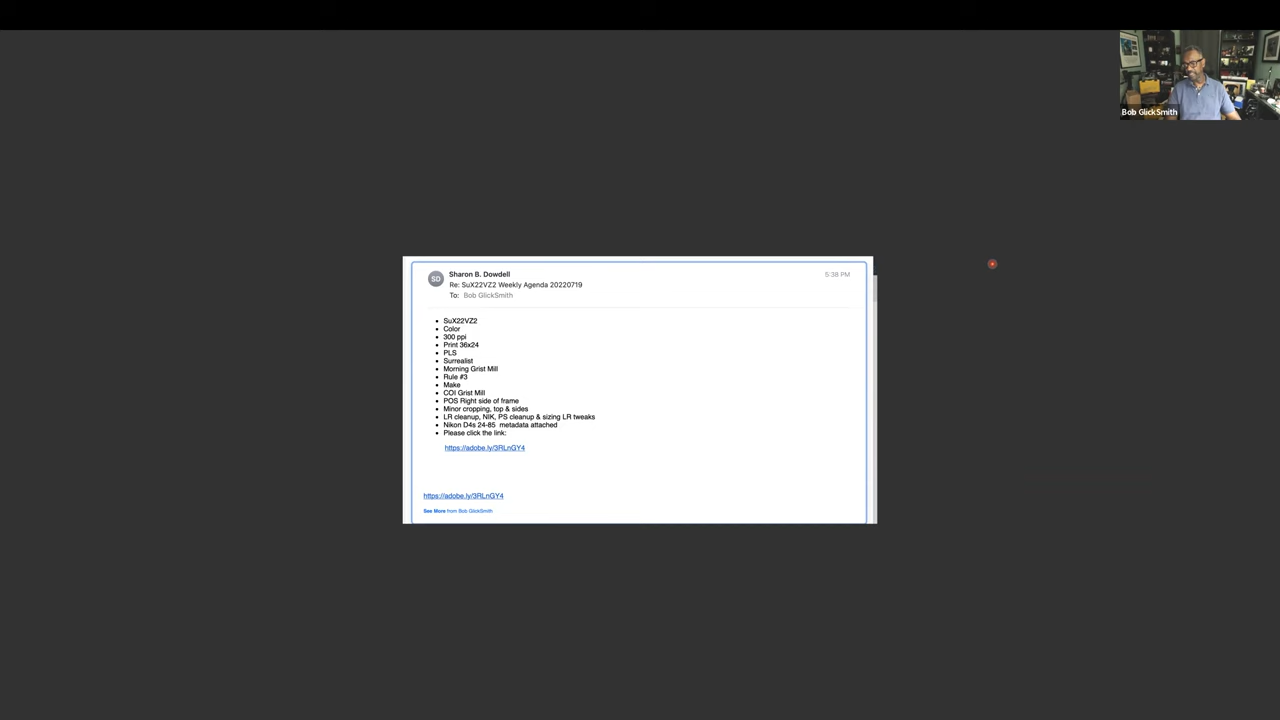 Bob GlickSmith
SD
Sharon B. Dowdell
5:38 PM
Re: SuX22VZ2 Weekly Agenda 20220719
To: Bob GlickSmith
• SuX22VZ2
• Color
• 300 ppi
• Print 36x24
• PLS
• Surrealist
• Morning Grist Mill
• Rule #3
• Make
• COI Grist Mill
• POS Right side of frame
• Minor cropping, top & sides
• LR cleanup, NIK, PS cleanup & sizing LR tweaks
• Nikon D4s 24-85 metadata attached
• Please click the link:
https://adobe.ly/3RLnGY4
https://adobe.ly/3RLnGY4
See More from Bob GlickSmith